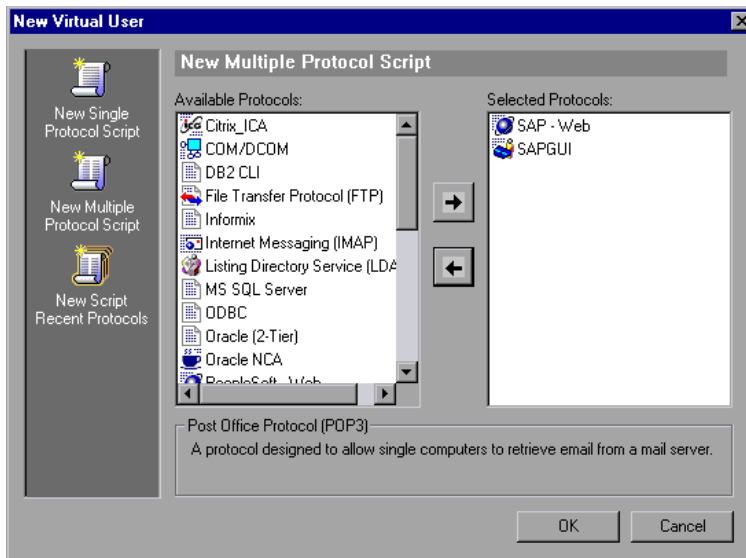 New Virtual User
New Single
Protocol Script
New Multiple
Protocol Script
New Script
Recent Protocols
New Multiple Protocol Script
Available Protocols:
Citrix_ICA
COM/DCOM
DB2 CLI
File Transfer Protocol (FTP)
Informix
Internet Messaging (IMAP)
Listing Directory Service (LDA
MS SQL Server
ODBC
Oracle (2-Tier)
Oracle NCA
PeopleSoft - Web
Selected Protocols:
SAP - Web
SAPGUI
Post Office Protocol (POP3)
A protocol designed to allow single computers to retrieve email from a mail server.
OK
Cancel